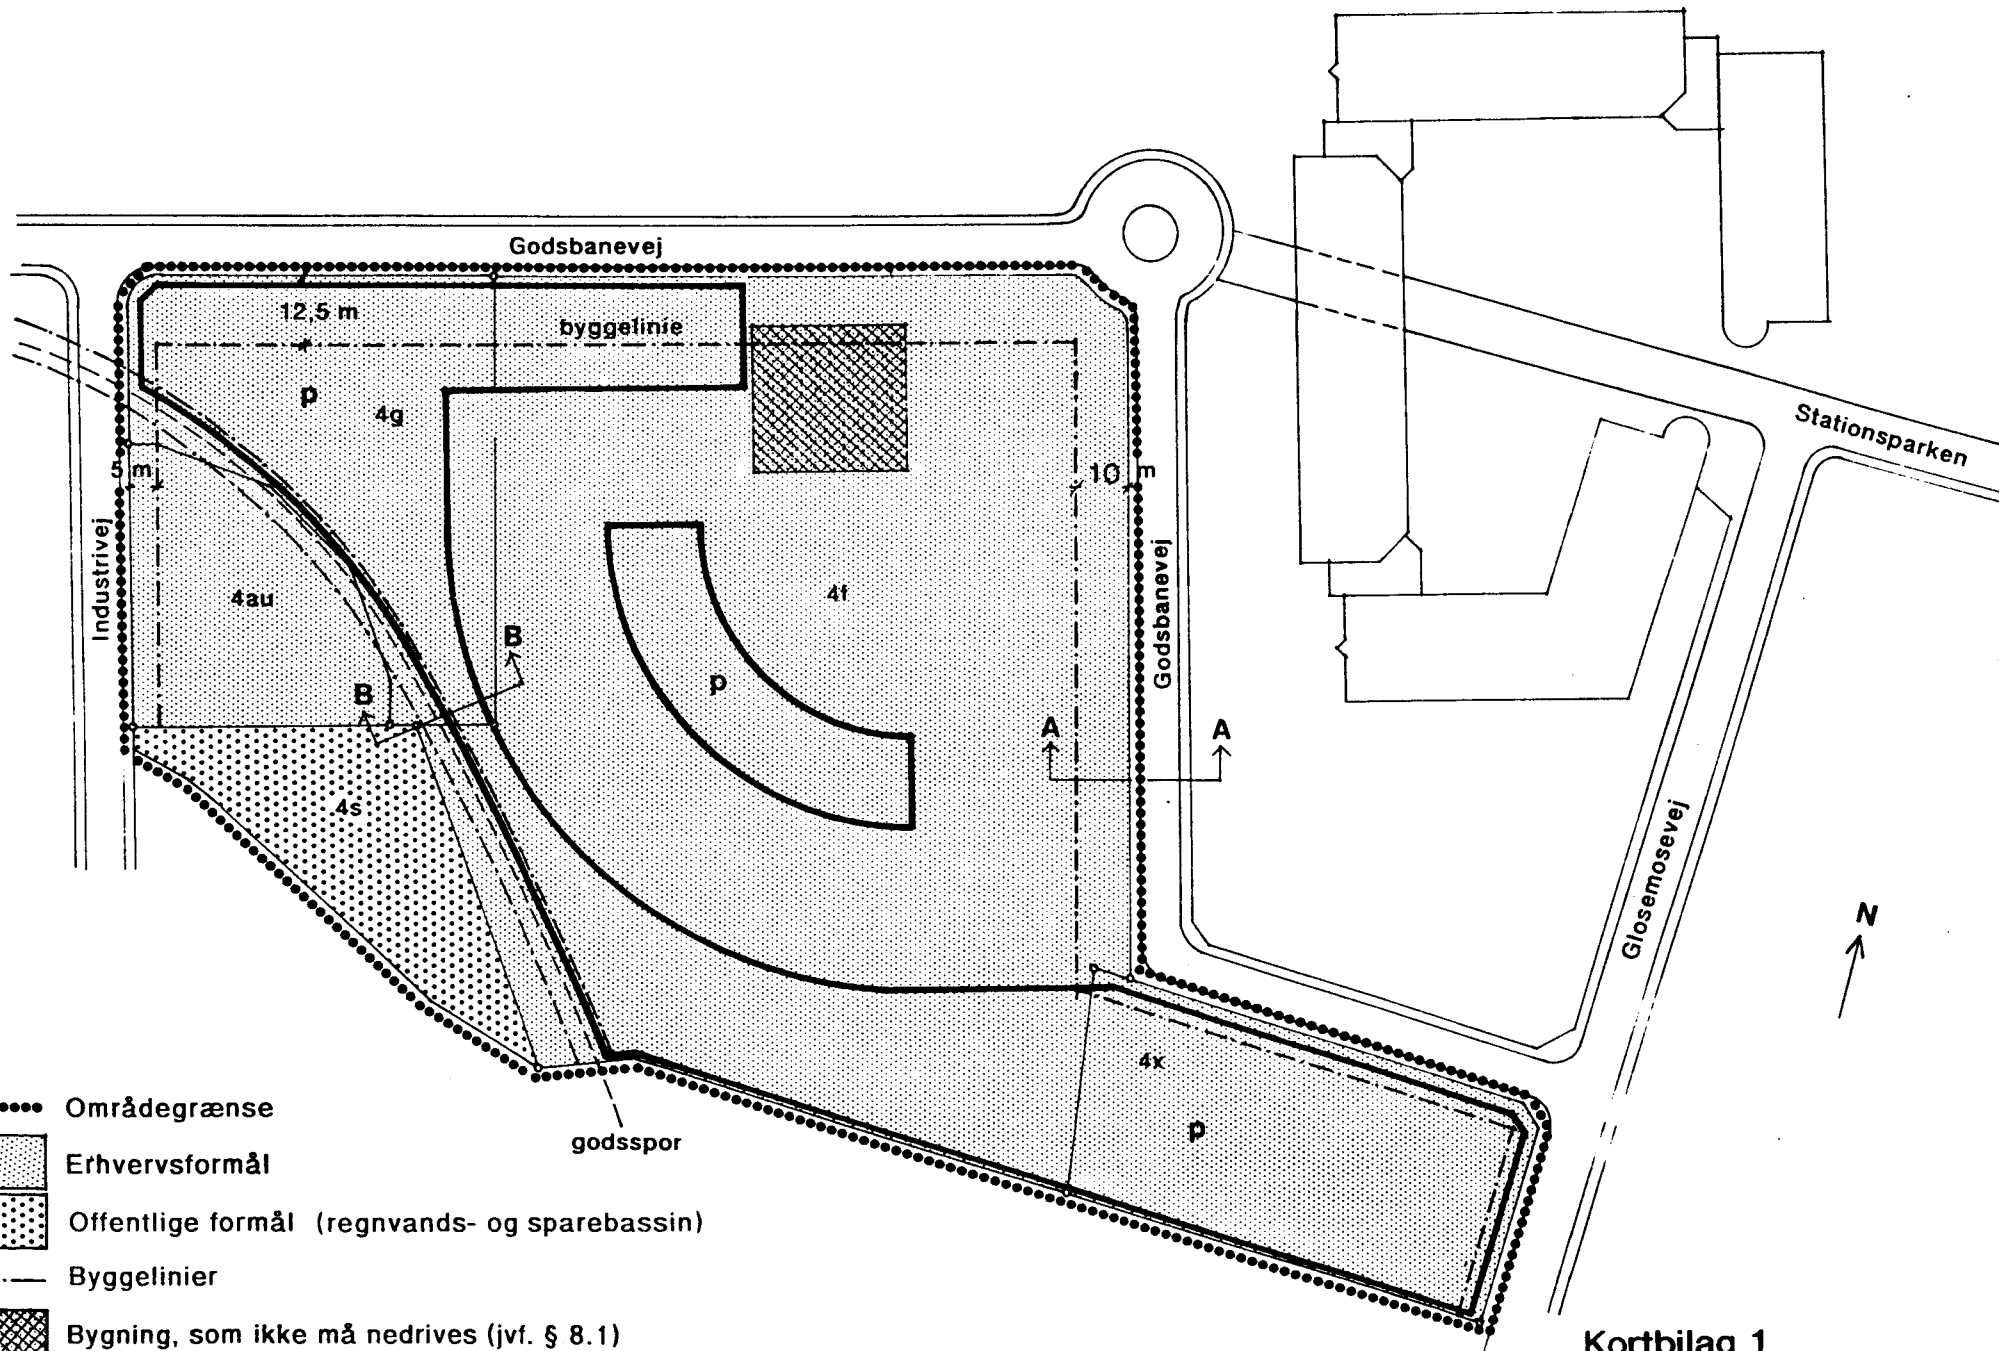 Godsbanevej
12,5 m
byggelinie
p
4g
Stationsparken
5 m
10 m
Industrivej
Godsbanevej
4au
4f
B
B
p
A
A
4s
Glosemosevej
N
4x
p
godsspor
Områdegrænse
Erhvervsformål
Offentlige formål (regnvands- og sparebassin)
Byggelinier
Bygning, som ikke må nedrives (jvf. § 8.1)
Kortbilag 1